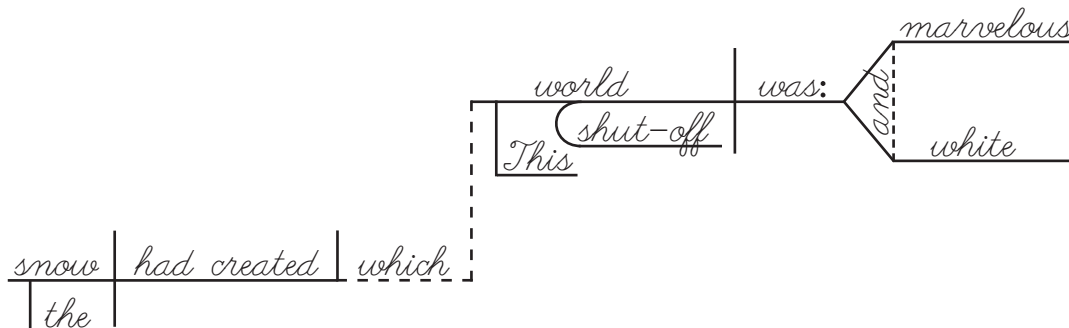 marvelous
world was:
and
shut-off
This
white
snow had created which
the